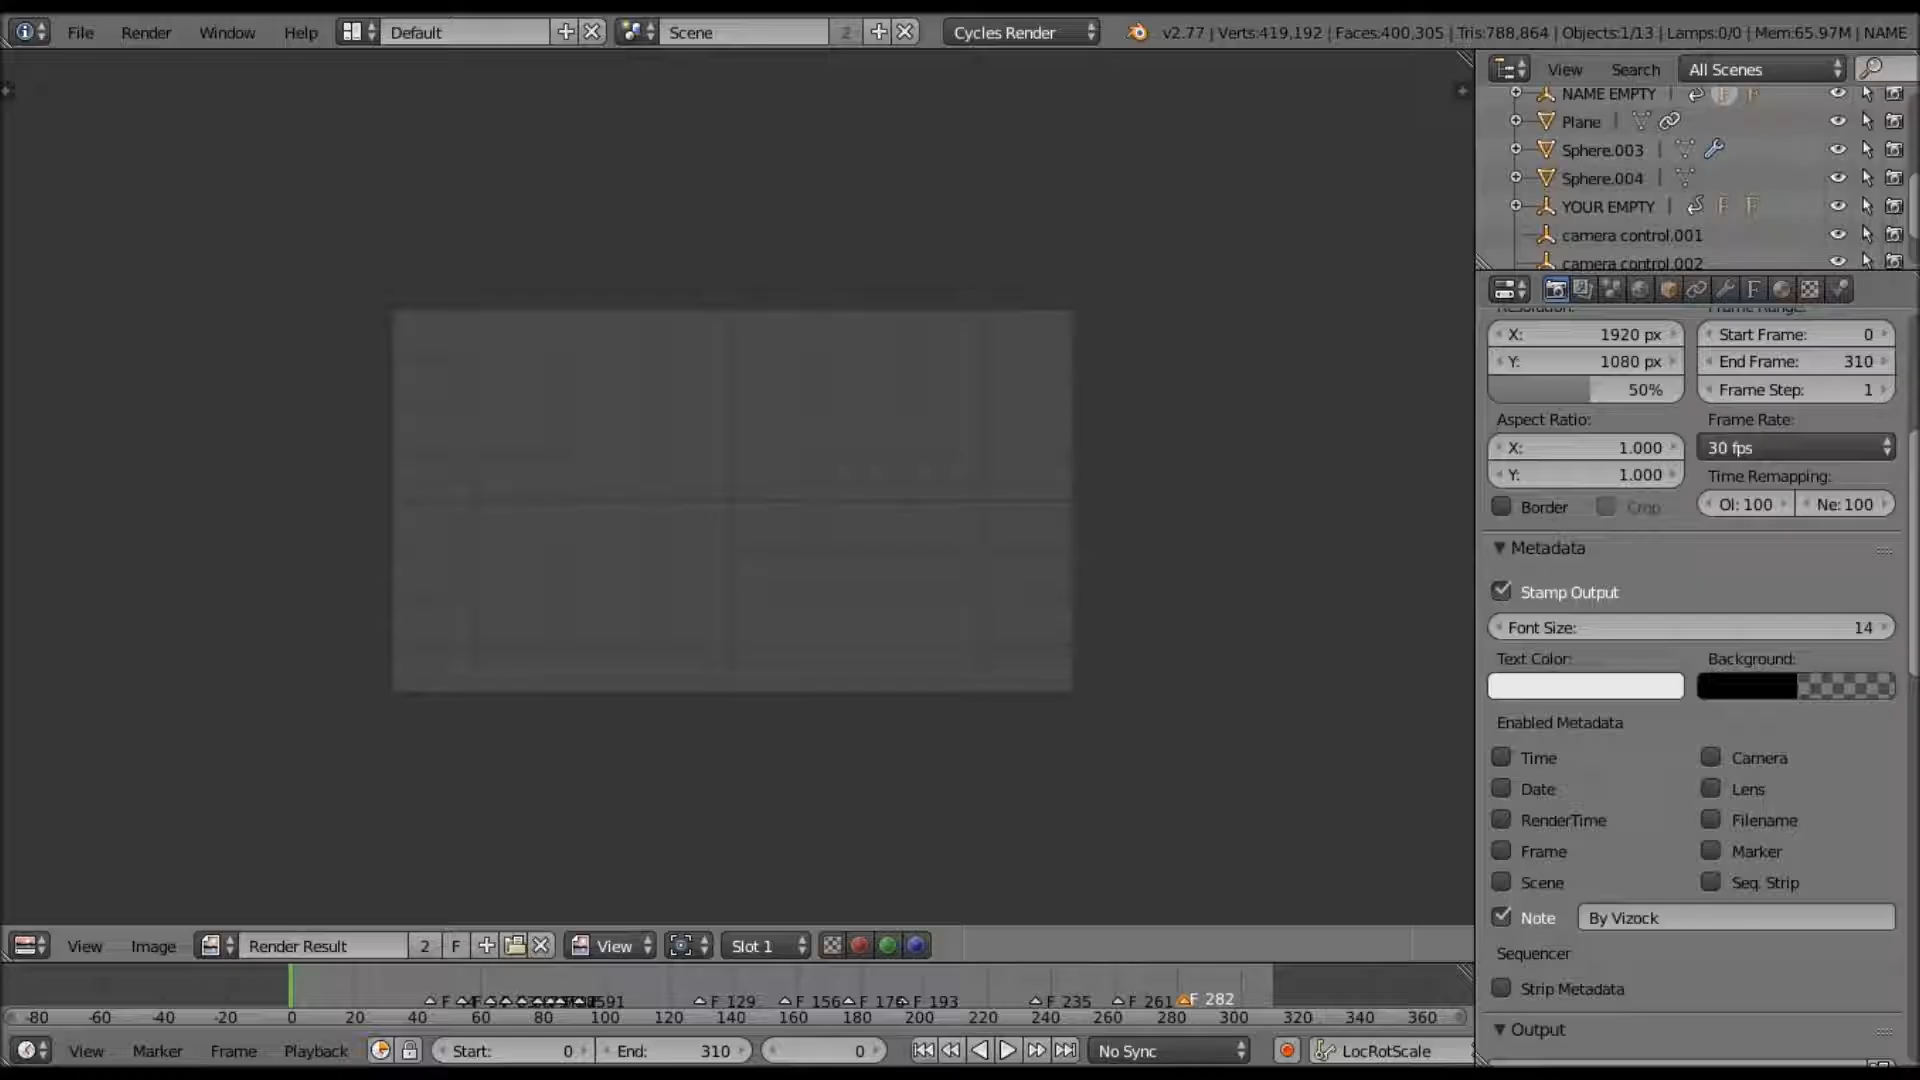 File Render Window Help Default Scene 2 Cycles Render v2.77 | Verts:419,192 | Faces:400,305 | Tris:788,864 | Objects:1/13 | Lamps:0/0 | Mem:65.97M | NAME
View Search All Scenes
NAME EMPTY
Plane
Sphere.003
Sphere.004
YOUR EMPTY
camera control.001
camera control.002
Resolution: Frame Range:
X: 1920 px Start Frame: 0
Y: 1080 px End Frame: 310
50% Frame Step: 1
Aspect Ratio: Frame Rate:
X: 1.000 30 fps
Y: 1.000 Time Remapping:
Border Crop Ol: 100 Ne: 100
Metadata
Stamp Output
Font Size: 14
Text Color: Background:
Enabled Metadata
Time Camera
Date Lens
RenderTime Filename
Frame Marker
Scene Seq. Strip
Note By Vizock
Sequencer
Strip Metadata
Output
View Image Render Result 2 F View Slot 1
F 129 F 156 F 176 F 193 F 235 F 261 F 282
-80 -60 -40 -20 0 20 40 60 80 100 120 140 160 180 200 220 240 260 280 300 320 340 360
View Marker Frame Playback Start: 0 End: 310 0 No Sync LocRotScale